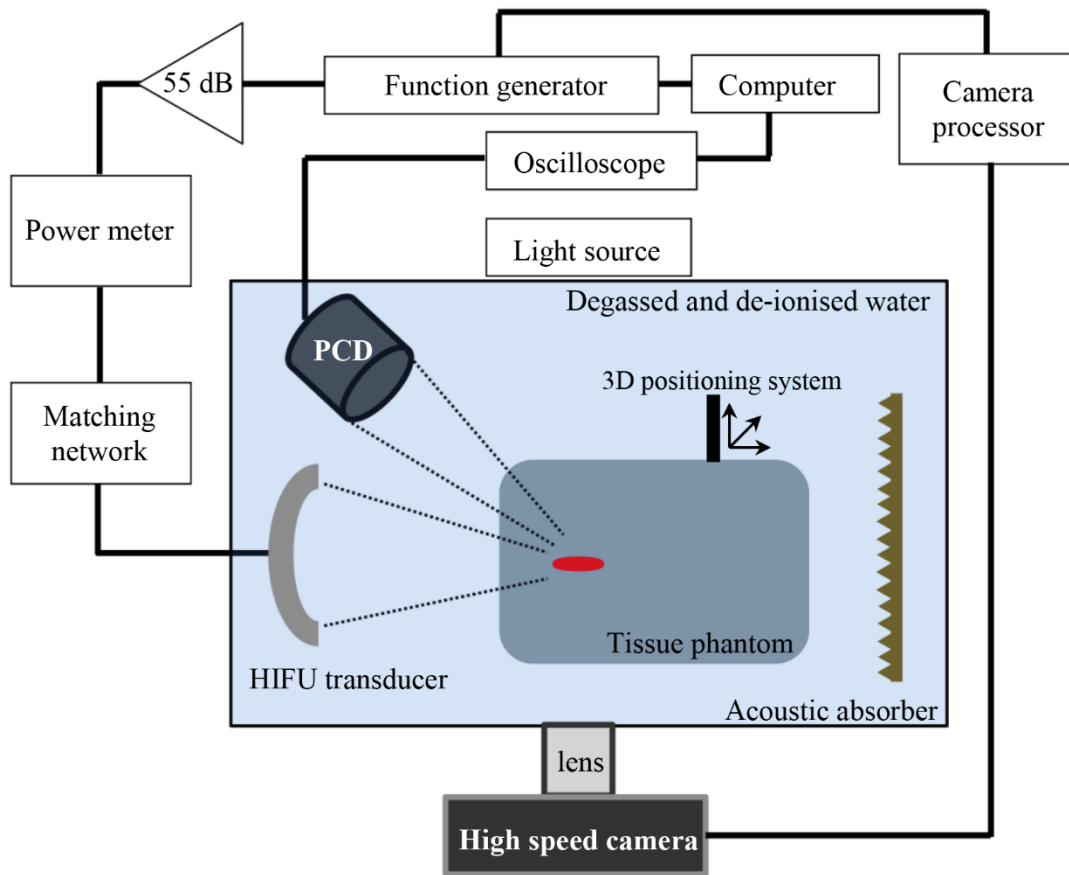 55 dB
Function generator
Computer
Camera
processor
Oscilloscope
Power meter
Light source
Degassed and de-ionised water
PCD
3D positioning system
Matching
network
Tissue phantom
HIFU transducer
Acoustic absorber
lens
High speed camera